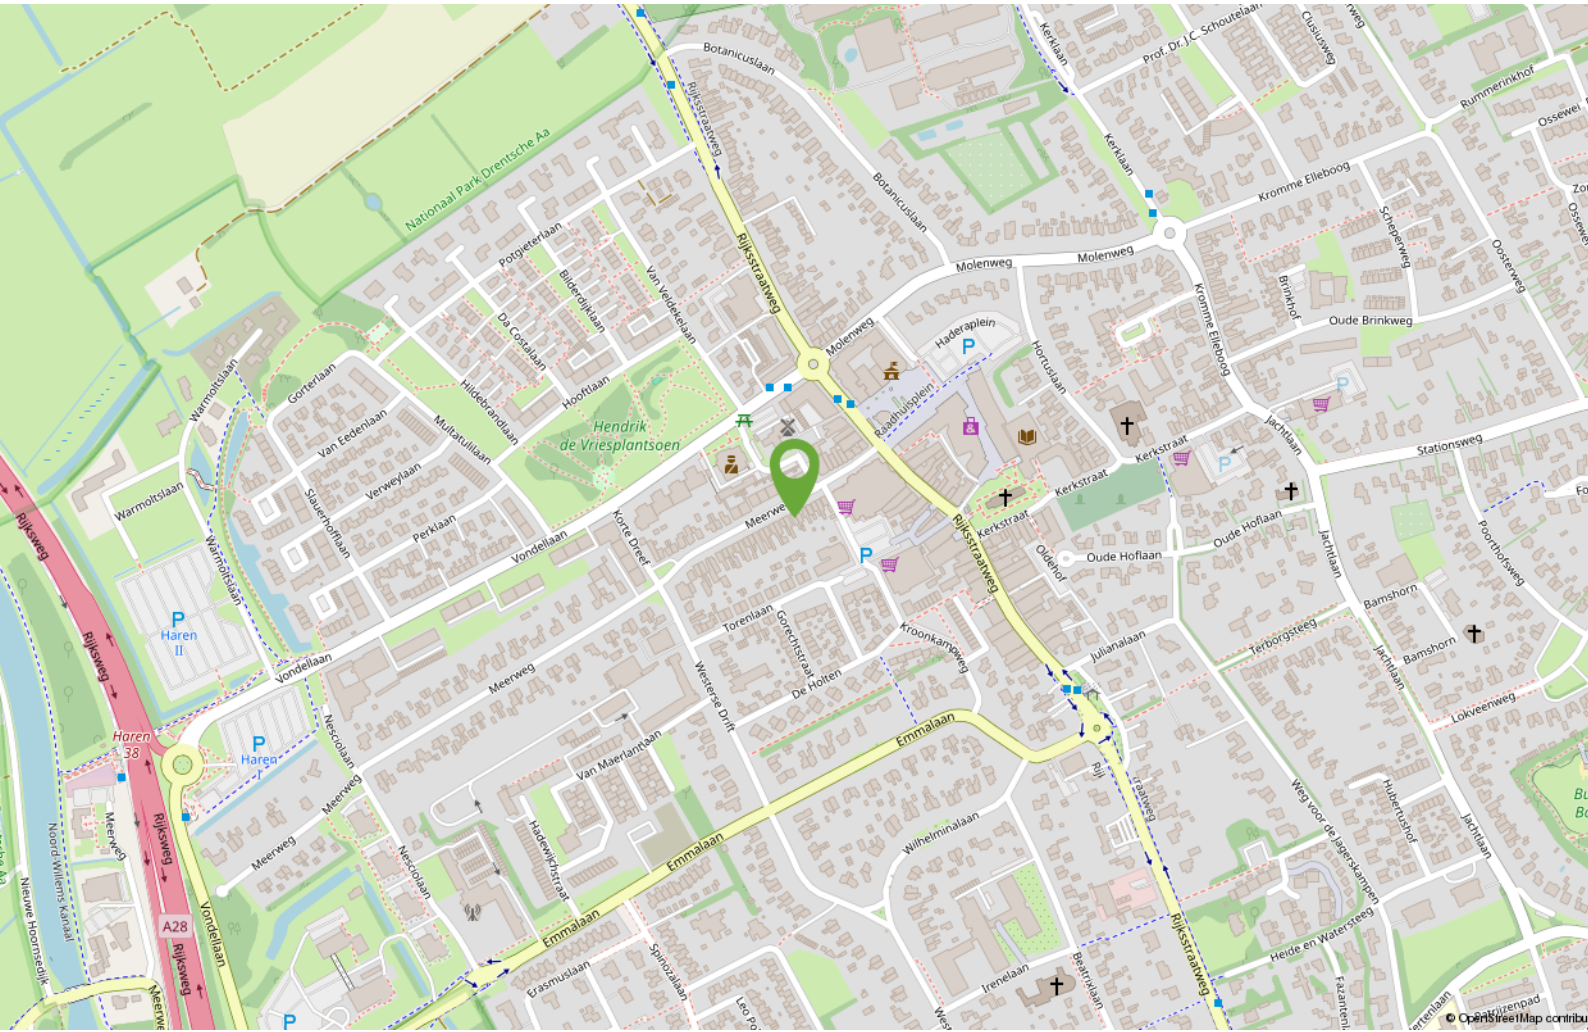 Botanicuslaan
Kerklaan
Prof. Dr. J.C. Schoutelaan
Clusiusweg
Rummerinkhof
Rijksstraatweg
Nationaal Park Drentsche Aa
Kerklaan
Kromme Elleboog
Botanicuslaan
Scheperweg
Oosterweg
Potgieterlaan
Rijksstraatweg
Molenweg
Molenweg
Bilderdijklaan
Van Veldekelaan
Brinkhof
Kromme Elleboog
Oude Brinkweg
Da Costalaan
Molenweg
Haderaplein
P
Hortuslaan
Warmoltslaan
Gorterlaan
Hildebrandlaan
Hooftlaan
Raadhuisplein
P
Van Eedenlaan
Multatulilaan
Hendrik
de Vriesplantsoen
Jachtlaan
Kerkstraat
Stationsweg
P
Verweylaan
Kerkstraat
Warmoltslaan
Slauerhofflaan
Perklaan
Meerwe
Korte Dreef
Vondellaan
Rijksstraatweg
Kerkstraat
Oude Hoflaan
Oude Hoflaan
Oldehof
Jachtlaan
Poorthofsweg
Rijksweg
Warmoltslaan
P
Bamshorn
P
Haren
II
Torenlaan
Gorechtstraat
Kroonkampweg
Julianalaan
Terborgsteeg
Bamshorn
Rijksweg
Vondellaan
Meerweg
De Holten
Westerse Drift
Jachtlaan
Lokveenweg
Haren
38
P
Haren
I
Nesciolaan
Emmalaan
Van Maerlantlaan
Meerweg
Weg voor de Jagerskampen
Hubertushof
Jachtlaan
Meerweg
Rijksweg
Meerweg
Noord-Willems Kanaal
Nesciolaan
Hadewijchstraat
Emmalaan
Wilhelminalaan
Nieuwe Hoornsedijk
A28
Vondellaan
Rijksweg
Emmalaan
Rijksstraatweg
Heide en Watersteeg
Spinozalaan
Erasmuslaan
Irenelaan
Beatrixlaan
P
© OpenStreetMap contribu